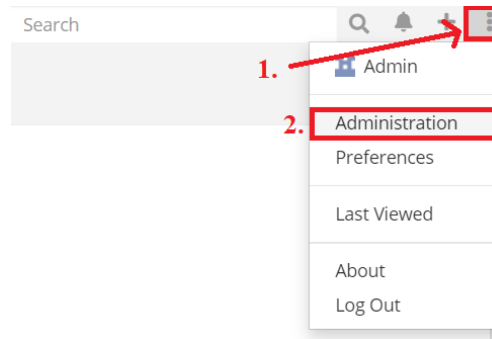 Search
1.
Admin
2.
Administration
Preferences
Last Viewed
About
Log Out